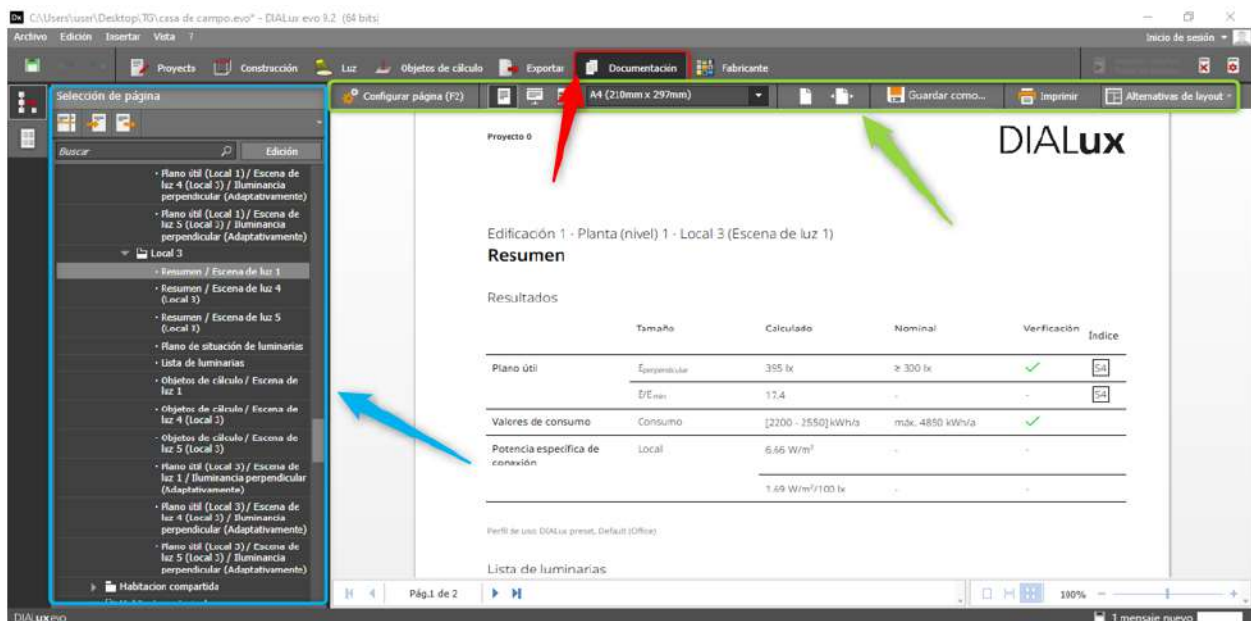 Dx C:\Users\user\Desktop\TG\casa de campo.evo* - DIALux evo 9.2 (64 bits)
Archivo Edición Insertar Vista ?
Inicio de sesión
Proyecto Construcción Luz Objetos de cálculo Exportar Documentación Fabricante
Selección de página
Configurar página (F2) A4 (210mm x 297mm) Guardar como... Imprimir Alternativas de layout
Buscar Edición
• Plano útil (Local 1) / Escena de
luz 4 (Local 3) / Iluminancia
perpendicular (Adaptativamente)
• Plano útil (Local 1) / Escena de
luz 5 (Local 3) / Iluminancia
perpendicular (Adaptativamente)
Local 3
• Resumen / Escena de luz 1
• Resumen / Escena de luz 4
(Local 3)
• Resumen / Escena de luz 5
(Local 3)
• Plano de situación de luminarias
• Lista de luminarias
• Objetos de cálculo / Escena de
luz 1
• Objetos de cálculo / Escena de
luz 4 (Local 3)
• Objetos de cálculo / Escena de
luz 5 (Local 3)
• Plano útil (Local 3) / Escena de
luz 1 / Iluminancia perpendicular
(Adaptativamente)
• Plano útil (Local 3) / Escena de
luz 4 (Local 3) / Iluminancia
perpendicular (Adaptativamente)
• Plano útil (Local 3) / Escena de
luz 5 (Local 3) / Iluminancia
perpendicular (Adaptativamente)
Habitacion compartida
Proyecto 0
DIALux
Edificación 1 - Planta (nivel) 1 - Local 3 (Escena de luz 1)
Resumen
Resultados
Tamaño Calculado Nominal Verificación Índice
Plano útil Eperpendicular 395 lx ≥ 300 lx ✓ S4
E/Emín 17.4 - - S4
Valores de consumo Consumo [2200 - 2550] kWh/a máx. 4850 kWh/a ✓
Potencia específica de Local 6.66 W/m² - -
conexión
1.69 W/m²/100 lx - -
Perfil de uso: DIALux preset, Default (Office)
Lista de luminarias
Pág.1 de 2
100%
DIALux evo
1 mensaje nuevo